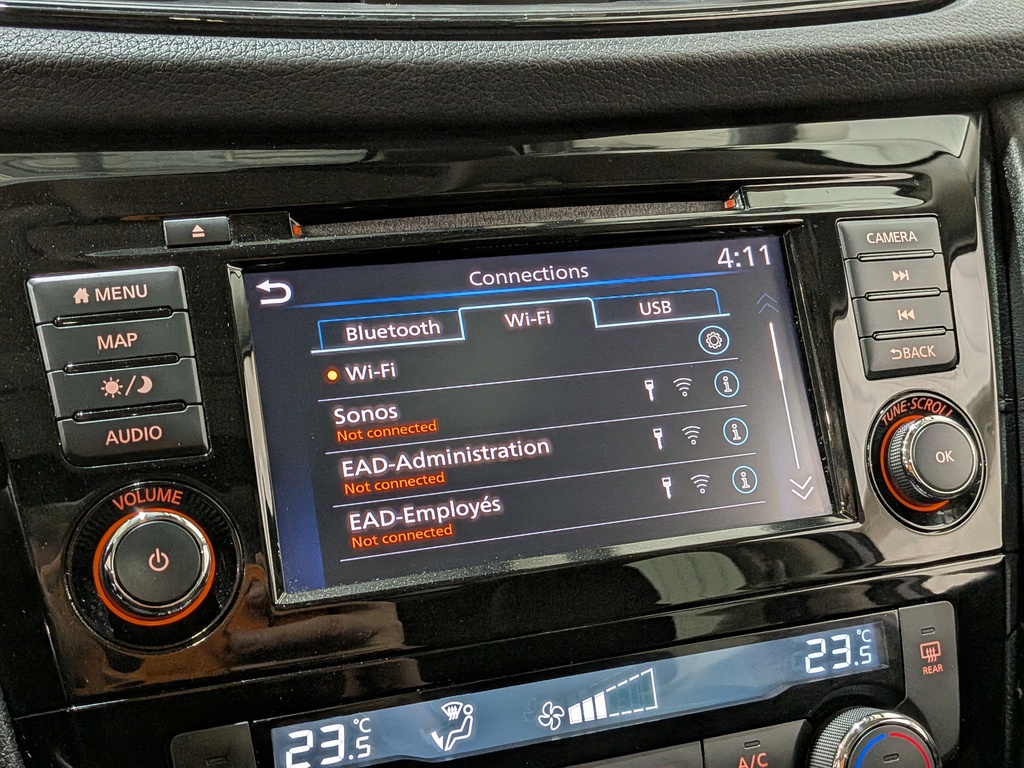 CAMERA
4:11
Connections
MENU
Bluetooth
Wi-Fi
USB
MAP
Wi-Fi
BACK
Sonos
Not connected
AUDIO
EAD-Administration
Not connected
EAD-Employés
Not connected
TUNE·SCROLL
OK
VOLUME
23.5°C
23.5°C
REAR
A/C